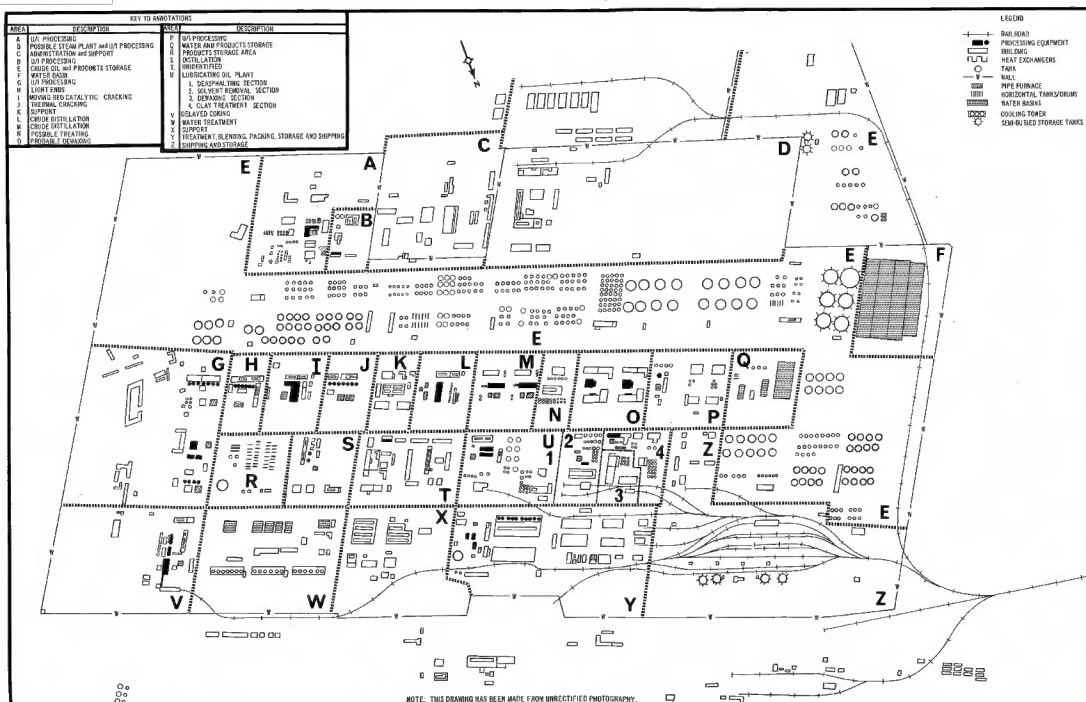 KEY TO ANNOTATIONS
AREA DESCRIPTION
A U/I PROCESSING
B POSSIBLE STEAM PLANT and U/I PROCESSING
C ADMINISTRATION and SUPPORT
D U/I PROCESSING
E CRUDE OIL and PRODUCTS STORAGE
F WATER BASIN
G U/I PROCESSING
H LIGHT ENDS
I MOVING BED CATALYTIC CRACKING
J THERMAL CRACKING
K SUPPORT
L CRUDE DISTILLATION
M CRUDE DISTILLATION
N POSSIBLE TREATING
O PROBABLE DEWAXING
AREA DESCRIPTION
P U/I PROCESSING
Q WATER AND PRODUCTS STORAGE
R PRODUCTS STORAGE AREA
S DISTILLATION
T UNIDENTIFIED
U LUBRICATING OIL PLANT
1. DEASPHALTING SECTION
2. SOLVENT REMOVAL SECTION
3. DEWAXING SECTION
4. CLAY TREATMENT SECTION
V DELAYED COKING
W WATER TREATMENT
X SUPPORT
Y TREATMENT, BLENDING, PACKING, STORAGE AND SHIPPING
Z SHIPPING AND STORAGE
LEGEND
RAILROAD
PROCESSING EQUIPMENT
BUILDING
HEAT EXCHANGERS
TANK
W WALL
PIPE FURNACE
HORIZONTAL TANKS/DRUMS
WATER BASINS
COOLING TOWER
SEMI-BURIED STORAGE TANKS
N
E A C D E
B
E F
E
G H I J K L M N O P Q
R S T U 1 2 3 4 Z E
V W X Y Z
NOTE: THIS DRAWING HAS BEEN MADE FROM UNRECTIFIED PHOTOGRAPHY.